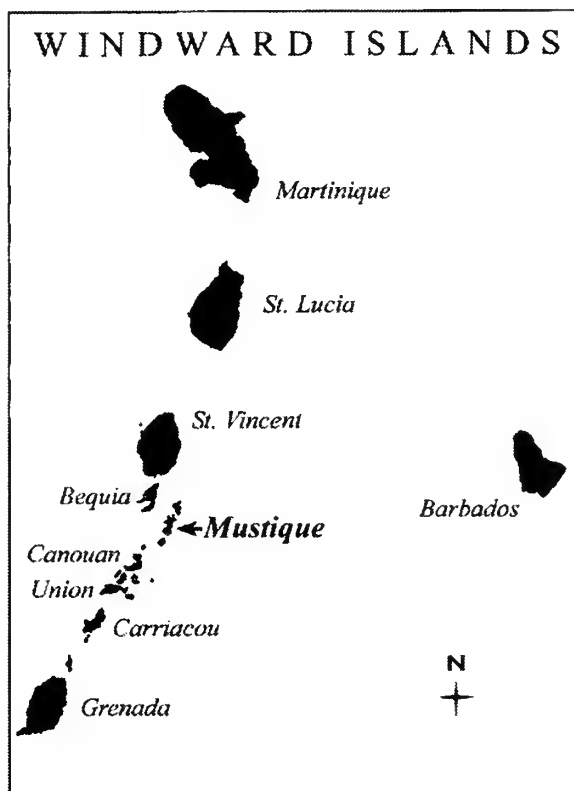 WINDWARD ISLANDS
Martinique
St. Lucia
St. Vincent
Bequia
Barbados
Mustique
Canouan
Union
Carriacou
N
Grenada